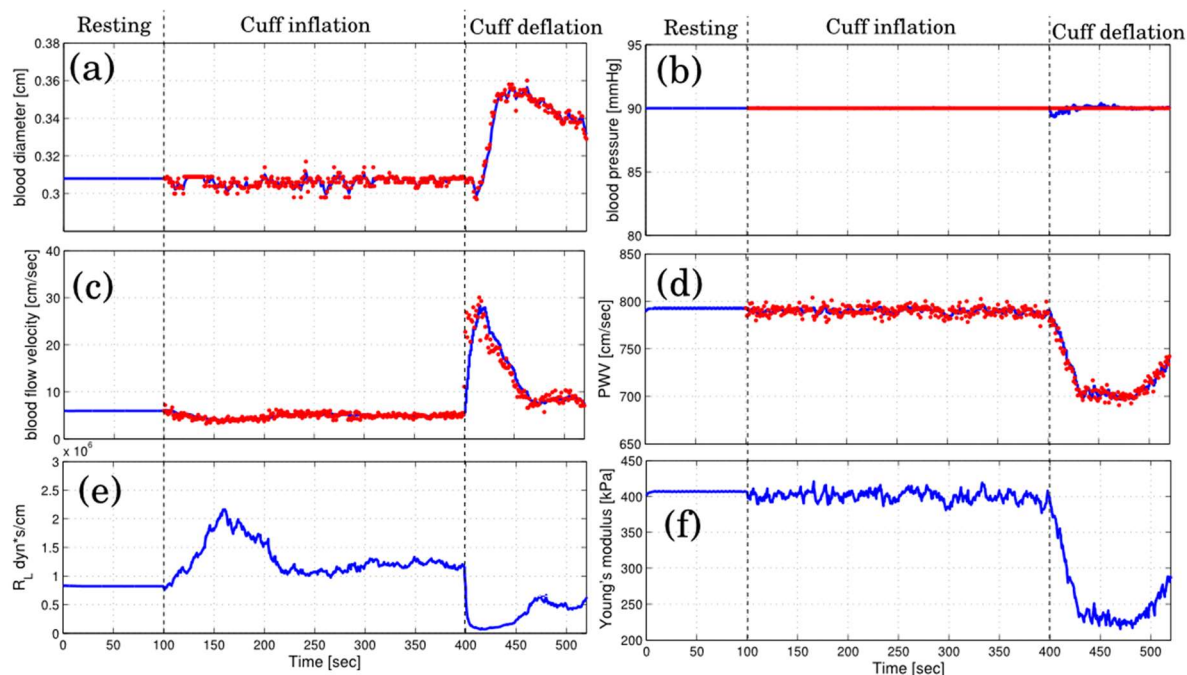 Resting Cuff inflation Cuff deflation
(a)
blood diameter [cm]
0.38
0.36
0.34
0.32
0.3
Resting Cuff inflation Cuff deflation
(b)
blood pressure [mmHg]
95
90
85
80
(c)
blood flow velocity [cm/sec]
40
30
20
10
0
(d)
PWV [cm/sec]
850
800
750
700
650
(e)
x 10⁶
R_L dyn*s/cm
3
2.5
2
1.5
1
0.5
0
0 50 100 150 200 250 300 350 400 450 500
Time [sec]
(f)
Young's modulus [kPa]
450
400
350
300
250
200
0 50 100 150 200 250 300 350 400 450 500
Time [sec]